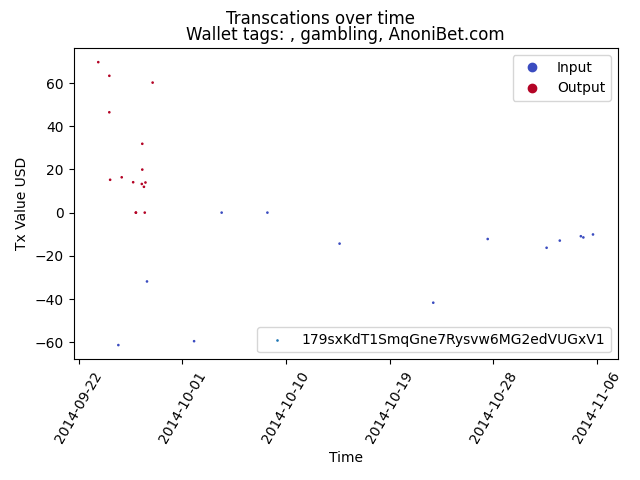 Transcations over time
Wallet tags: , gambling, AnoniBet.com
Input
Output
60
40
20
0
−20
−40
−60
Tx Value USD
179sxKdT1SmqGne7Rysvw6MG2edVUGxV1
2014-09-22
2014-10-01
2014-10-10
2014-10-19
2014-10-28
2014-11-06
Time